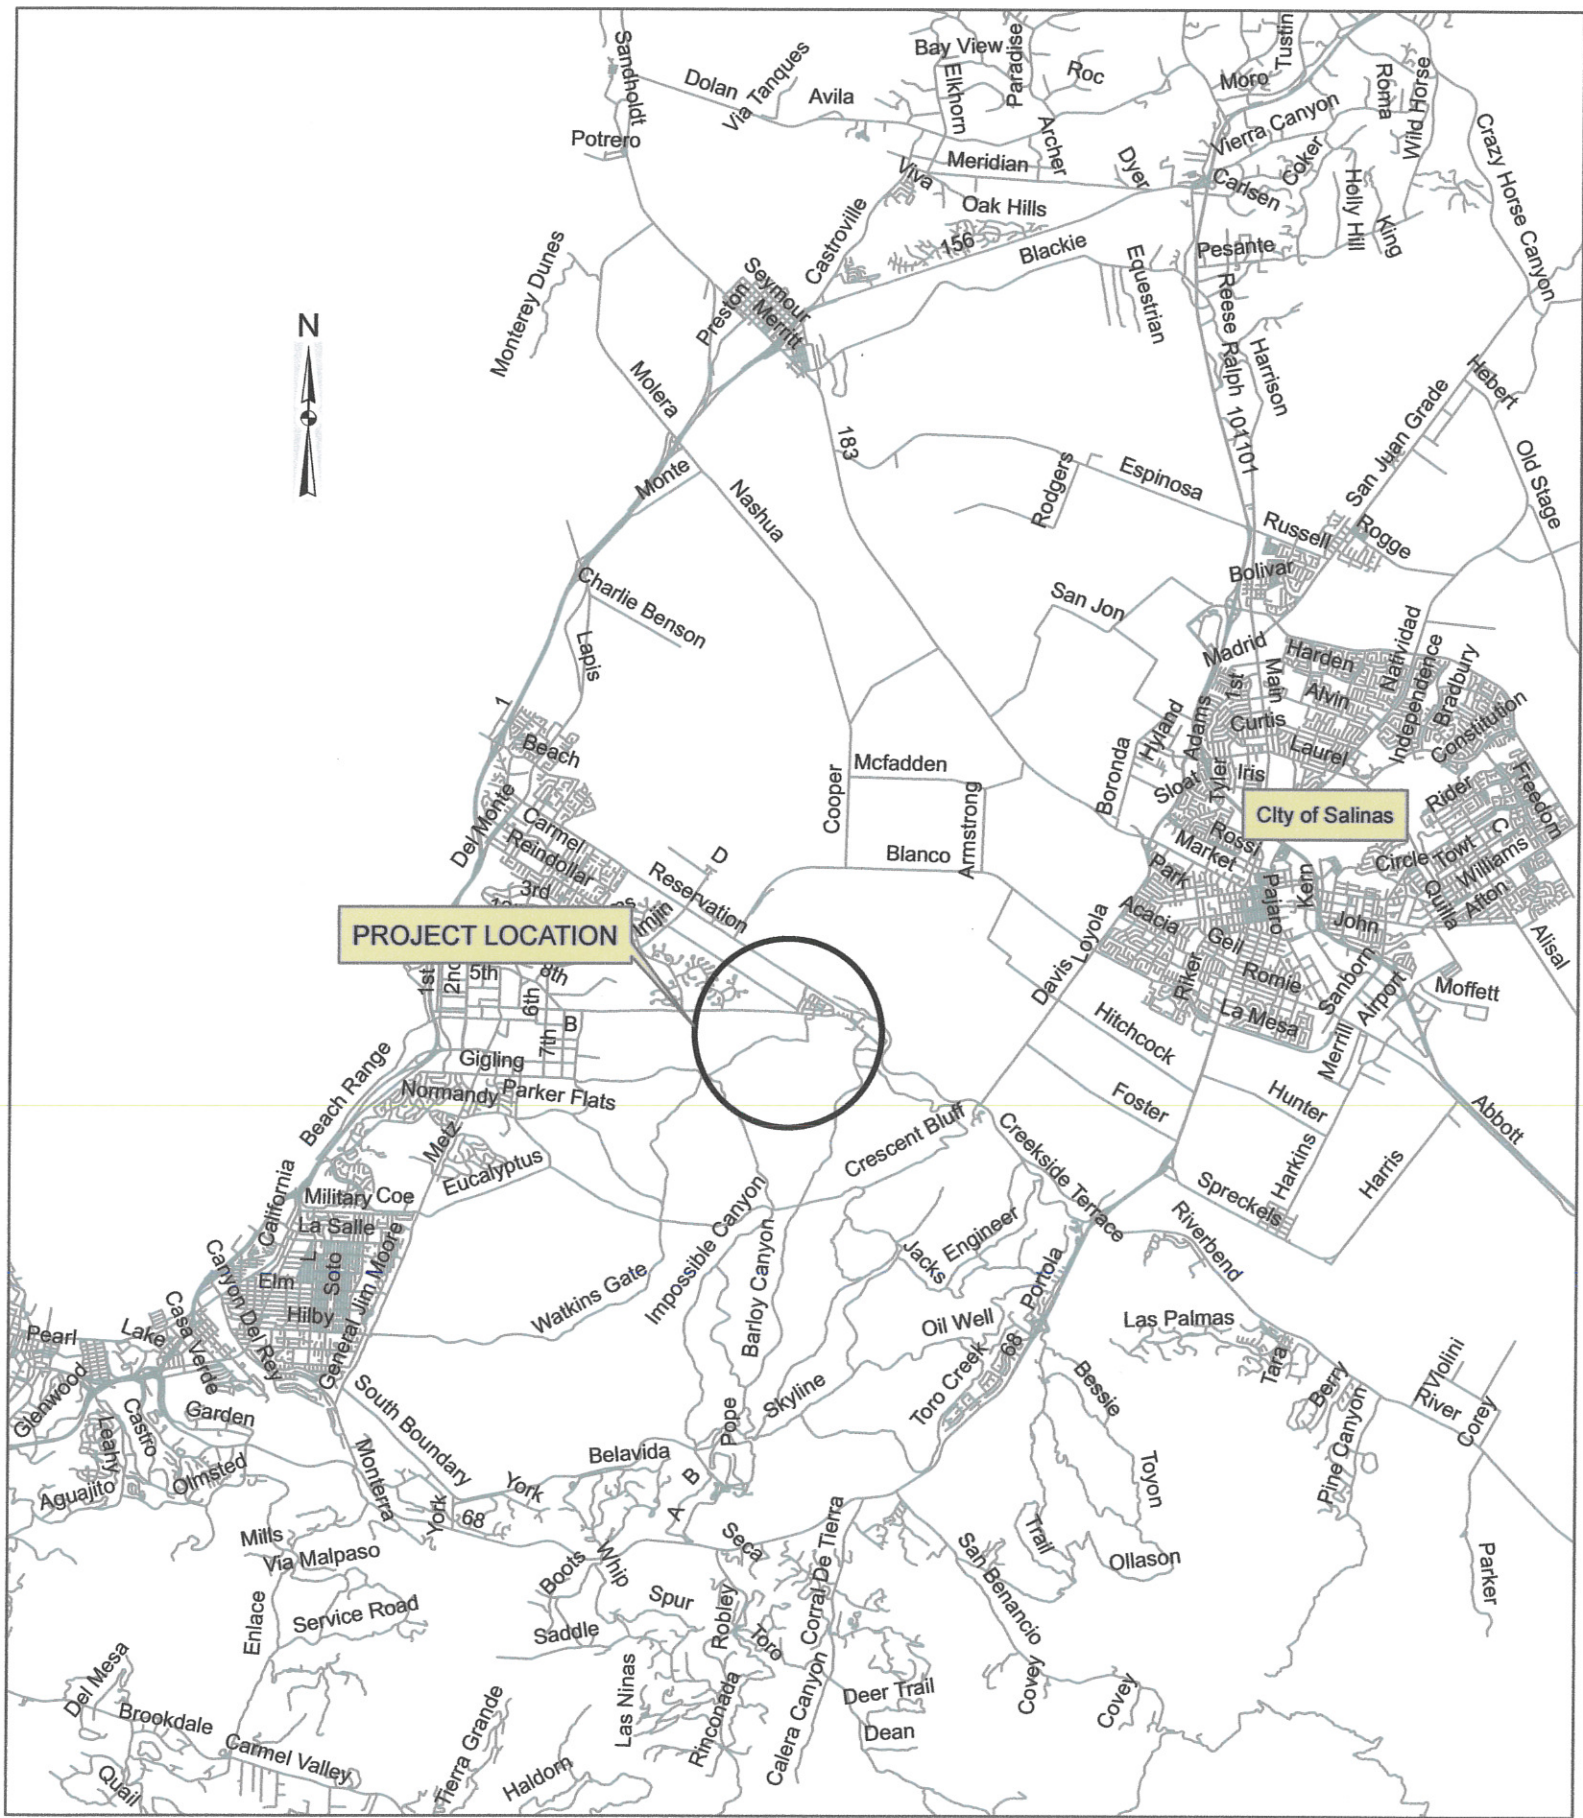 Sandholdt
Dolan
Via Tanques
Avila
Bay View
Elkhorn
Paradise
Roc
Archer
Moro
Tustin
Roma
Wild Horse
Vierra Canyon
Coker
Crazy Horse Canyon
Potrero
Viva
Meridian
Dyer
Carlsen
Holly Hill
King
Oak Hills
Castroville
156
Blackie
Equestrian
Pesante
Reese
Ralph
Harrison
101
101
Monterey Dunes
Seymour
Preston
Merritt
N
Molera
183
Hebert
San Juan Grade
Old Stage
Monte
Nashua
Rodgers
Espinosa
Russell
Rogge
Bolivar
Charlie Benson
Lapis
San Jon
Madrid
Harden
Natividad
Independence
Bradbury
1st
Main
Alvin
Constitution
1
Beach
Hyland
Adams
Curtis
Laurel
Boronda
Sloat
Tyler
Iris
Cooper
Mcfadden
Armstrong
Rider
Freedom
CIty of Salinas
Del Monte
Carmel
Reindollar
Rossi
Market
C
Circle
Towt
Williams
Blanco
D
Reservation
3rd
Park
Kern
Quilla
Afton
Imjin
Acacia
Pajaro
John
Alisal
PROJECT LOCATION
Loyola
Davis
Geil
Riker
Romie
Sanborn
Airport
Moffett
La Mesa
Merrill
1st
5th
8th
6th
7th
B
Gigling
Hitchcock
Beach Range
Normandy
Parker Flats
Foster
Hunter
Abbott
Metz
Crescent Bluff
Creekside Terrace
Harkins
Harris
Eucalyptus
California
Military
Coe
Spreckels
La Salle
Impossible Canyon
Riverbend
Engineer
Jacks
L
Soto
Jim Moore
General
Canyon Del Rey
Elm
Hilby
Watkins Gate
Barloy Canyon
Portola
Oil Well
Las Palmas
Casa Verde
Pearl
Lake
68
Toro Creek
Tara
Berry
RViolini
River
Corey
Bessie
Glenwood
Garden
Castro
Leahy
South Boundary
Skyline
Pope
Pine Canyon
Belavida
Toyon
Aguajito
Olmsted
Monterra
York
York
68
B
A
Mills
Via Malpaso
Seca
Boots
Whip
Corral De Tierra
Trail
San Benancio
Ollason
Parker
Enlace
Service Road
Spur
Saddle
Robley
Toro
Las Ninas
Covey
Covey
Del Mesa
Deer Trail
Dean
Rinconada
Calera Canyon
Brookdale
Carmel Valley
Tierra Grande
Haldorn
Quail